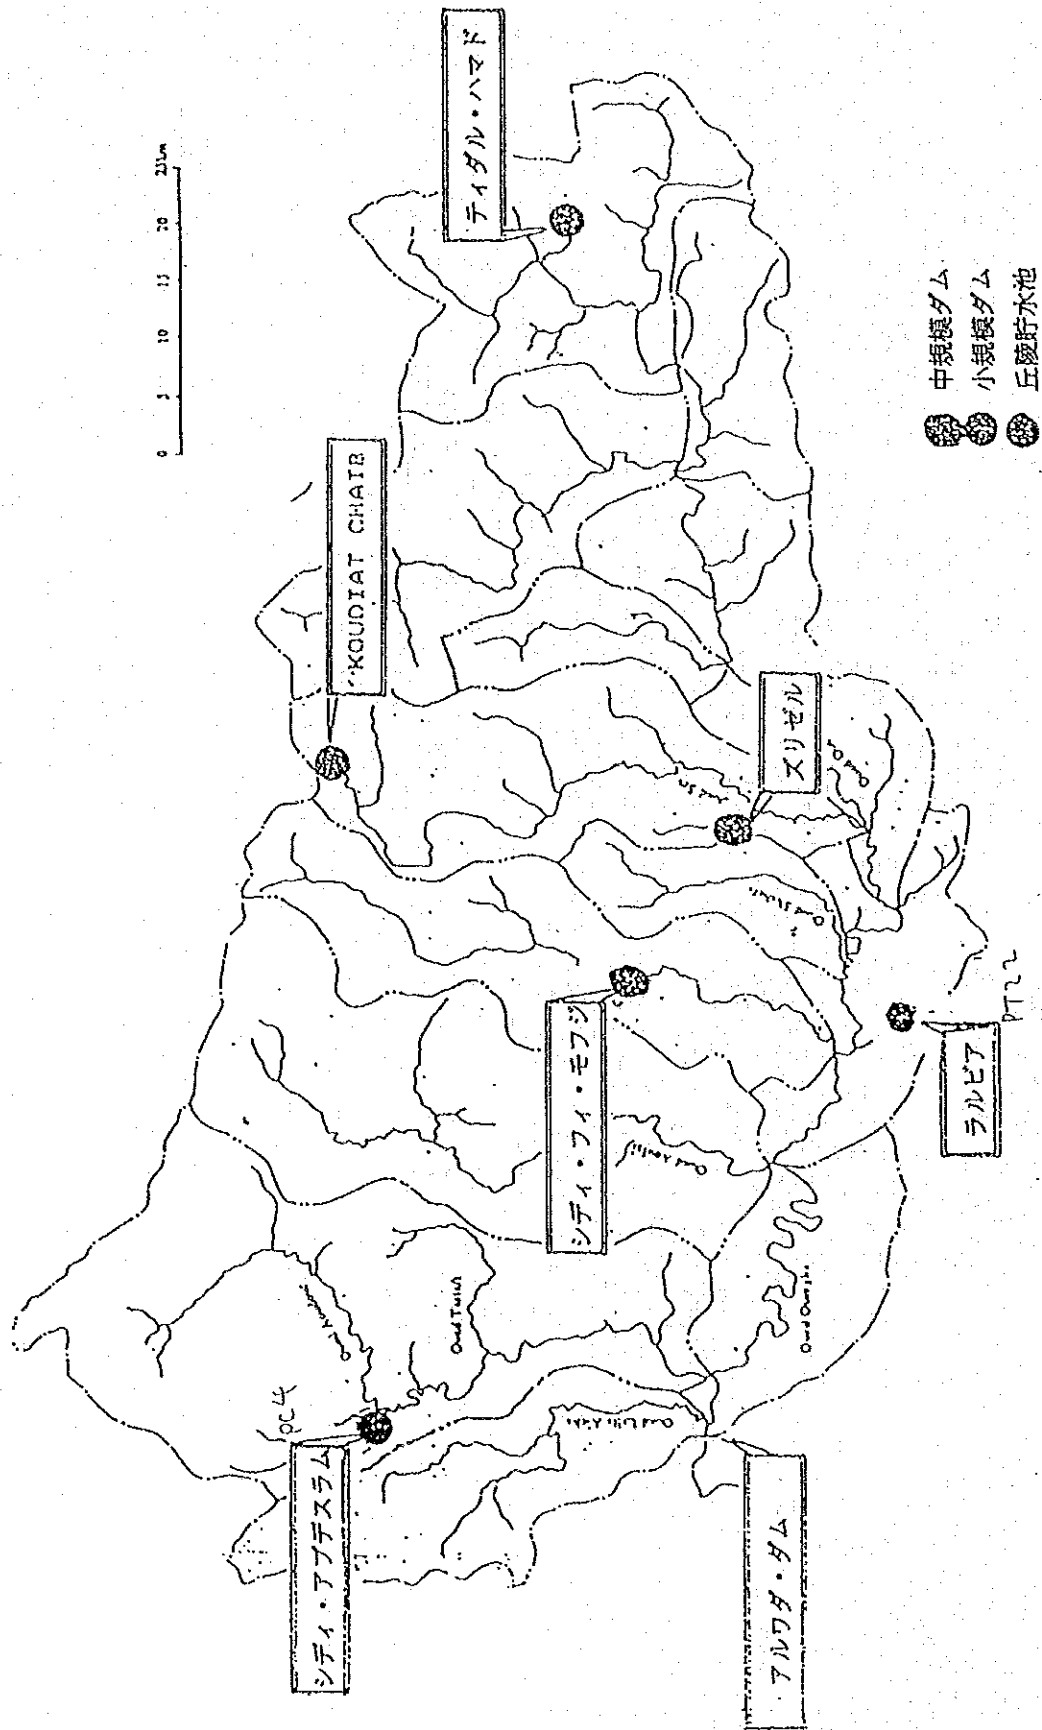 ティダル・ハマド
0 5 10 15 20 25km
KOUDIAT CHAIB
スリゼル
シディ・フィ・モフジ
ラルビア
PT22
シディ・アブデスラム
PC4
アルワダ・ダム
中規模ダム
小規模ダム
丘陵貯水池